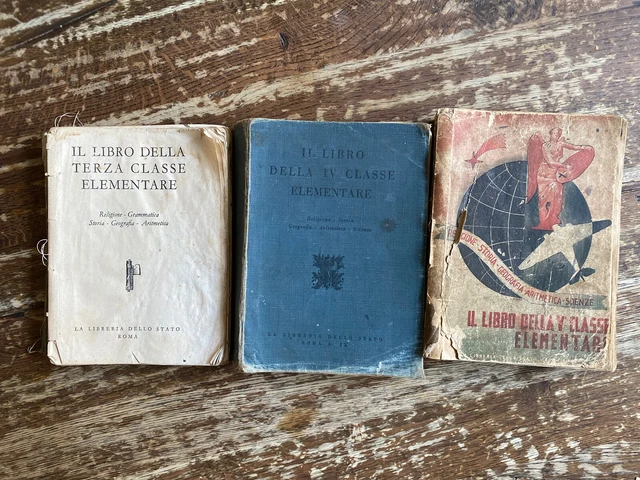 IL LIBRO DELLA
TERZA CLASSE
ELEMENTARE
Religione - Grammatica
Storia - Geografia - Aritmetica
LA LIBRERIA DELLO STATO
ROMA
IL LIBRO
DELLA IV CLASSE
ELEMENTARE
Religione - Storia
Geografia - Aritmetica - Scienze
LA LIBRERIA DELLO STATO
ROMA
IONE-STORIA-GEOGRAFIA-ARITMETICA-SCIENZE
IL LIBRO DELLA V CLASSE
ELEMENTARE